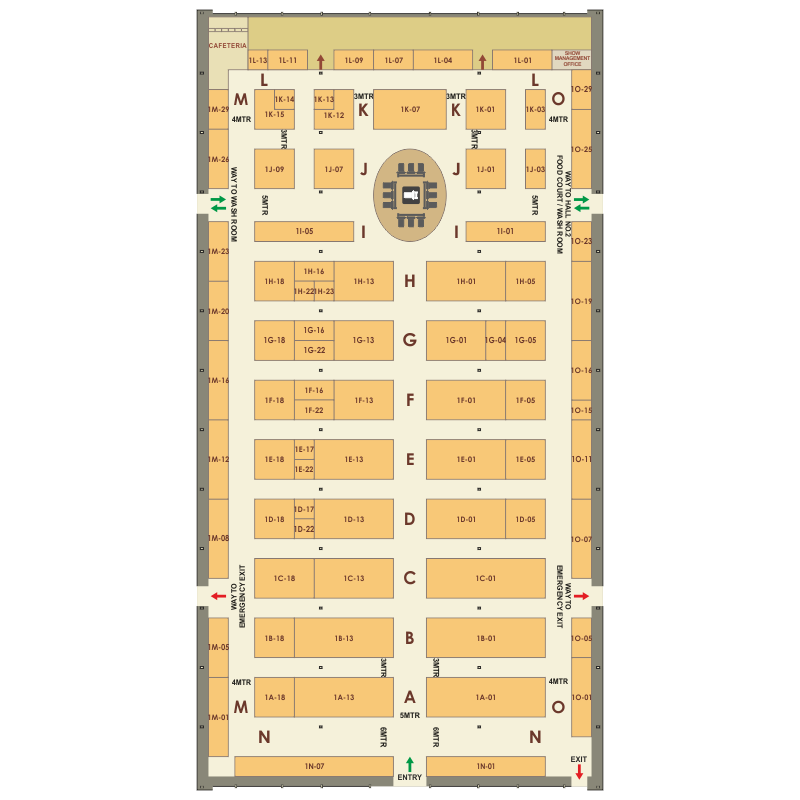 CAFETERIA
1L-13
1L-11
1L-09
1L-07
1L-04
1L-01
SHOW
MANAGEMENT
OFFICE
L
L
M
1K-14
1K-15
1K-13
1K-12
3MTR
K
1K-07
3MTR
K
1K-01
1K-03
O
1O-29
1M-29
4MTR
4MTR
3MTR
3MTR
1M-26
1O-25
1J-09
1J-07
J
J
1J-01
1J-03
WAY TO WASH ROOM
WAY TO HALL NO.2
FOOD COURT / WASH ROOM
5MTR
5MTR
1I-05
I
I
1I-01
1M-23
1O-23
1H-18
1H-16
1H-22
1H-23
1H-13
H
1H-01
1H-05
1M-20
1O-19
1G-18
1G-16
1G-22
1G-13
G
1G-01
1G-04
1G-05
1M-16
1O-16
1F-18
1F-16
1F-22
1F-13
F
1F-01
1F-05
1O-15
1M-12
1E-18
1E-17
1E-22
1E-13
E
1E-01
1E-05
1O-11
1M-08
1D-18
1D-17
1D-22
1D-13
D
1D-01
1D-05
1O-07
1C-18
1C-13
C
1C-01
WAY TO
EMERGENCY EXIT
WAY TO
EMERGENCY EXIT
1M-05
1B-18
1B-13
B
1B-01
1O-05
3MTR
3MTR
4MTR
4MTR
M
1A-18
1A-13
A
1A-01
O
1O-01
1M-01
5MTR
N
6MTR
6MTR
N
1N-07
1N-01
EXIT
ENTRY